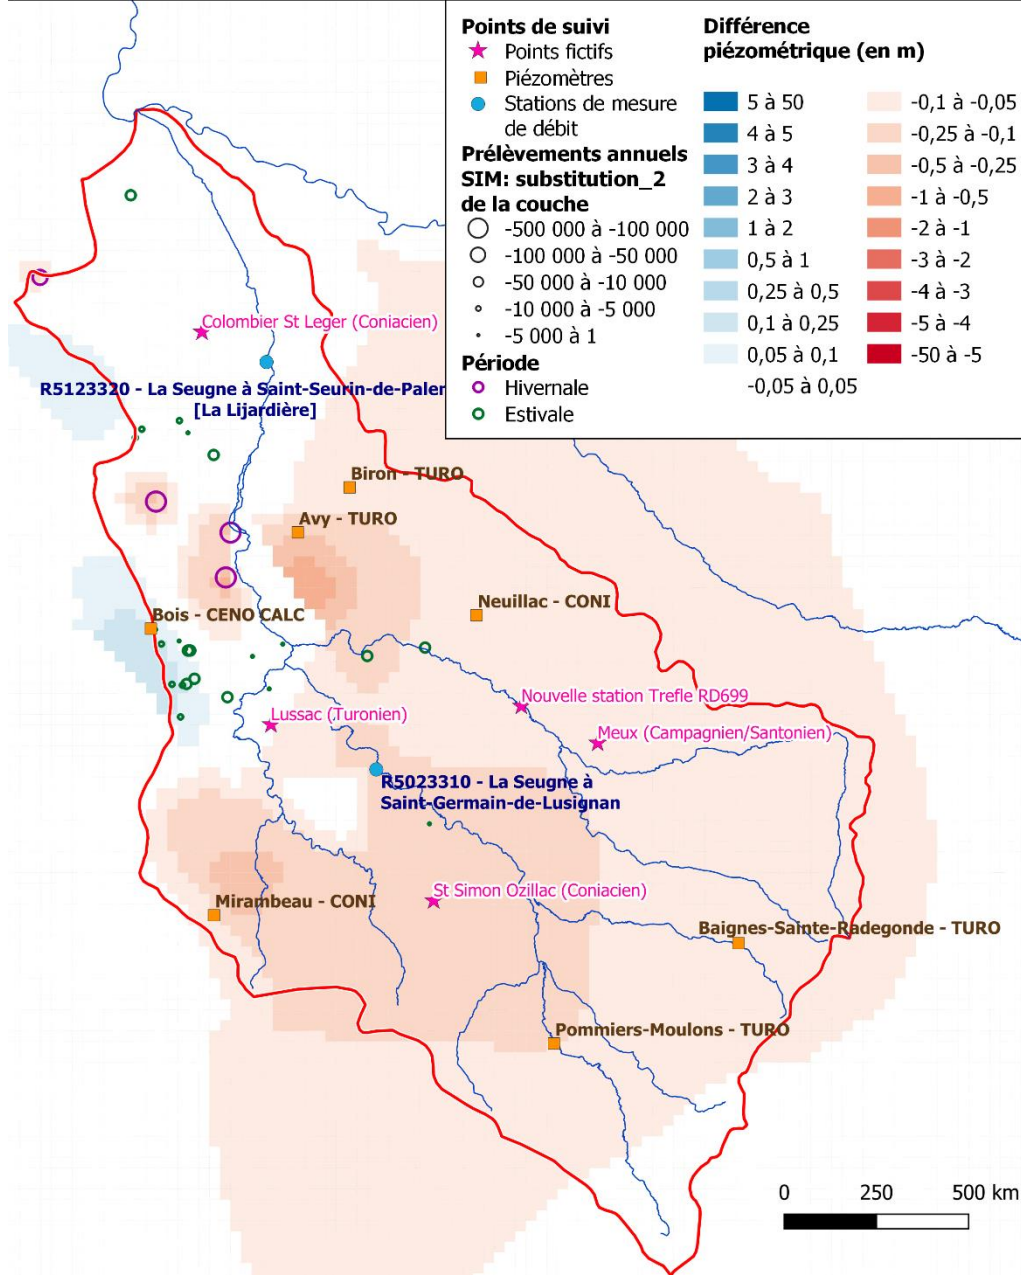 Points de suivi
Points fictifs
Piézomètres
Stations de mesure
de débit
Prélèvements annuels
SIM: substitution_2
de la couche
-500 000 à -100 000
-100 000 à -50 000
-50 000 à -10 000
-10 000 à -5 000
-5 000 à 1
Période
Hivernale
Estivale
Différence
piézométrique (en m)
5 à 50
4 à 5
3 à 4
2 à 3
1 à 2
0,5 à 1
0,25 à 0,5
0,1 à 0,25
0,05 à 0,1
-0,05 à 0,05
-0,1 à -0,05
-0,25 à -0,1
-0,5 à -0,25
-1 à -0,5
-2 à -1
-3 à -2
-4 à -3
-5 à -4
-50 à -5
Colombier St Leger (Coniacien)
R5123320 - La Seugne à Saint-Seurin-de-Paler
[La Lijardière]
Biron - TURO
Avy - TURO
Neuillac - CONI
Bois - CENO CALC
Nouvelle station Trefle RD699
Lussac (Turonien)
Meux (Campagnien/Santonien)
R5023310 - La Seugne à
Saint-Germain-de-Lusignan
St Simon Ozillac (Coniacien)
Mirambeau - CONI
Baignes-Sainte-Radegonde - TURO
Pommiers-Moulons - TURO
0 250 500 km